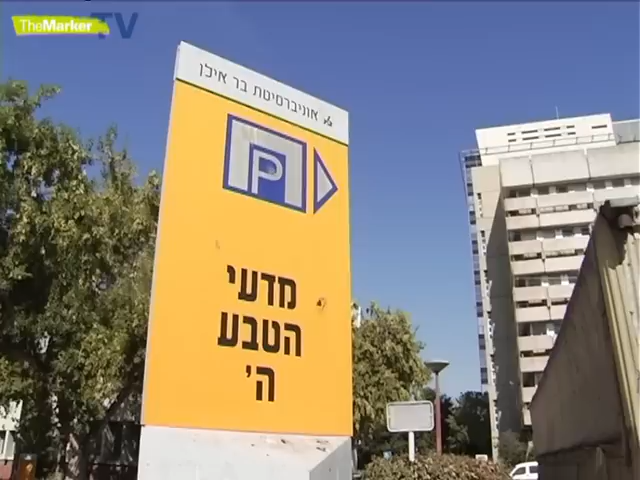 TheMarker TV
אוניברסיטת בר אילן
P
מדעי
הטבע
ה'